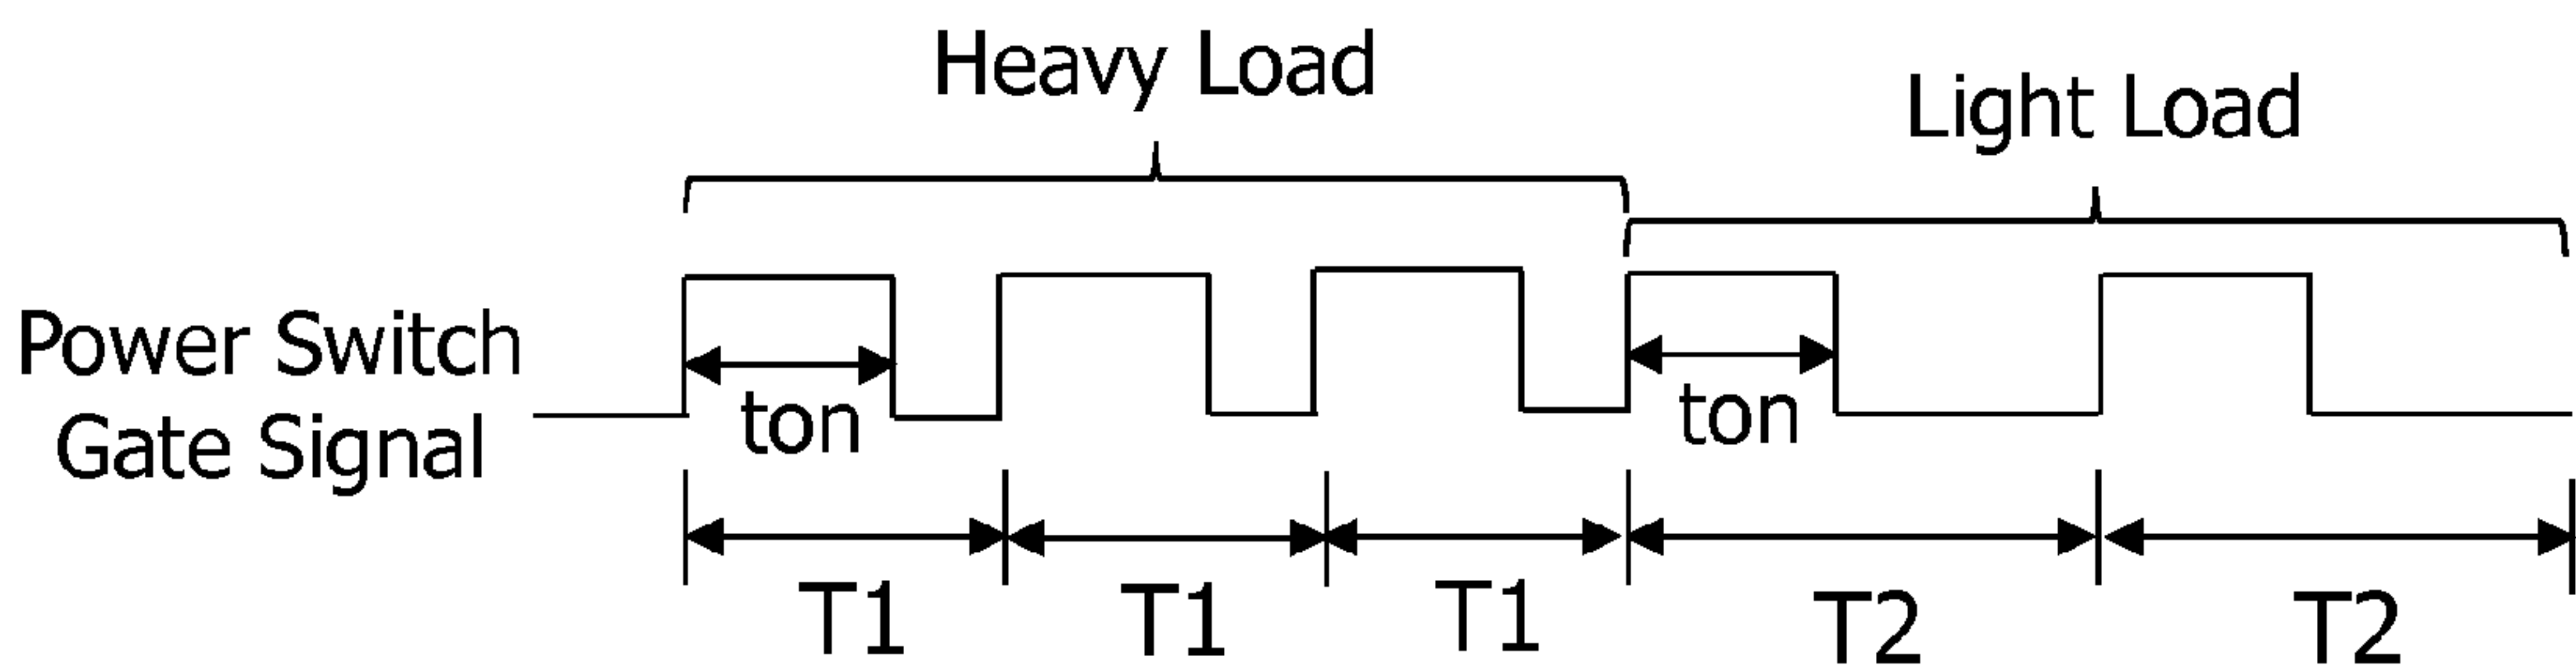 Heavy Load
Light Load
Power Switch
Gate Signal
ton
ton
T1
T1
T1
T2
T2